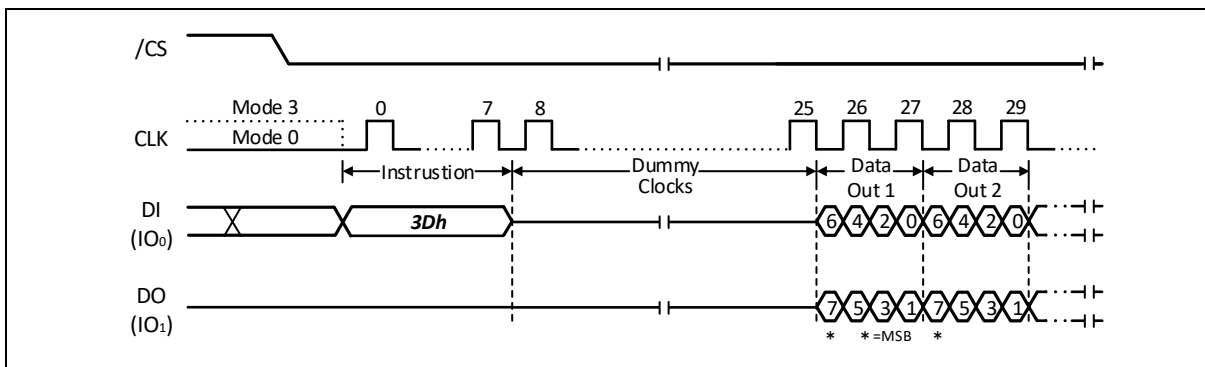 /CS
Mode 3 0 7 8 25 26 27 28 29
CLK Mode 0
Instrustion Dummy Clocks Data Out 1 Data Out 2
DI (IO0) 3Dh 6 4 2 0 6 4 2 0
DO (IO1) 7 5 3 1 7 5 3 1
* * =MSB *